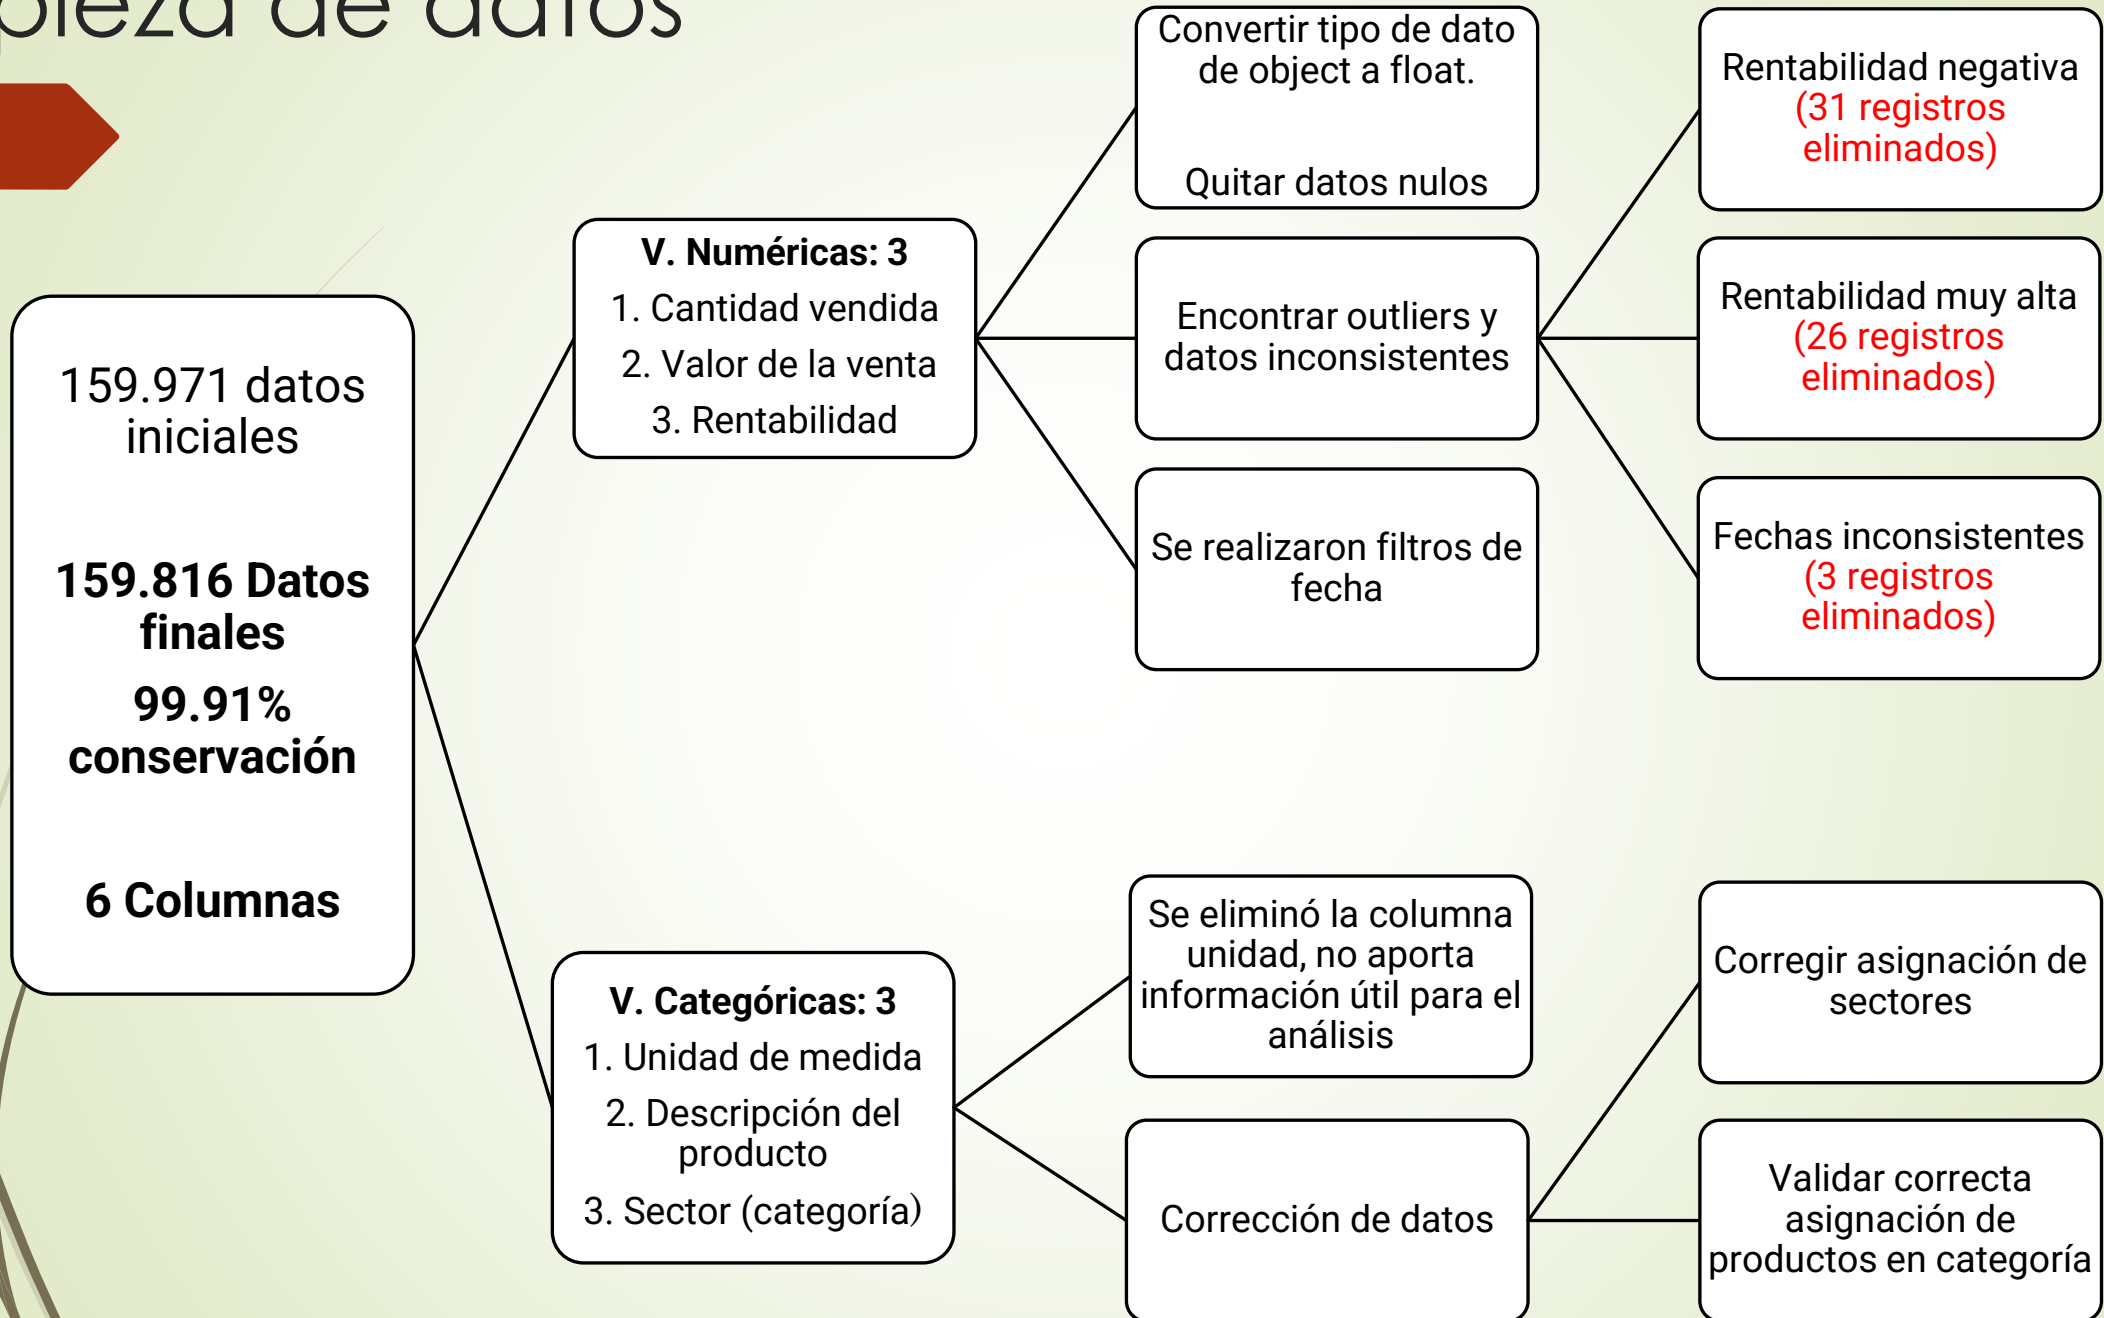 pieza de datos
159.971 datos
iniciales
159.816 Datos
finales
99.91%
conservación
6 Columnas
V. Numéricas: 3
1. Cantidad vendida
2. Valor de la venta
3. Rentabilidad
Convertir tipo de dato
de object a float.
Quitar datos nulos
Encontrar outliers y
datos inconsistentes
Se realizaron filtros de
fecha
Rentabilidad negativa
(31 registros
eliminados)
Rentabilidad muy alta
(26 registros
eliminados)
Fechas inconsistentes
(3 registros
eliminados)
V. Categóricas: 3
1. Unidad de medida
2. Descripción del
producto
3. Sector (categoría)
Se eliminó la columna
unidad, no aporta
información útil para el
análisis
Corrección de datos
Corregir asignación de
sectores
Validar correcta
asignación de
productos en categoría